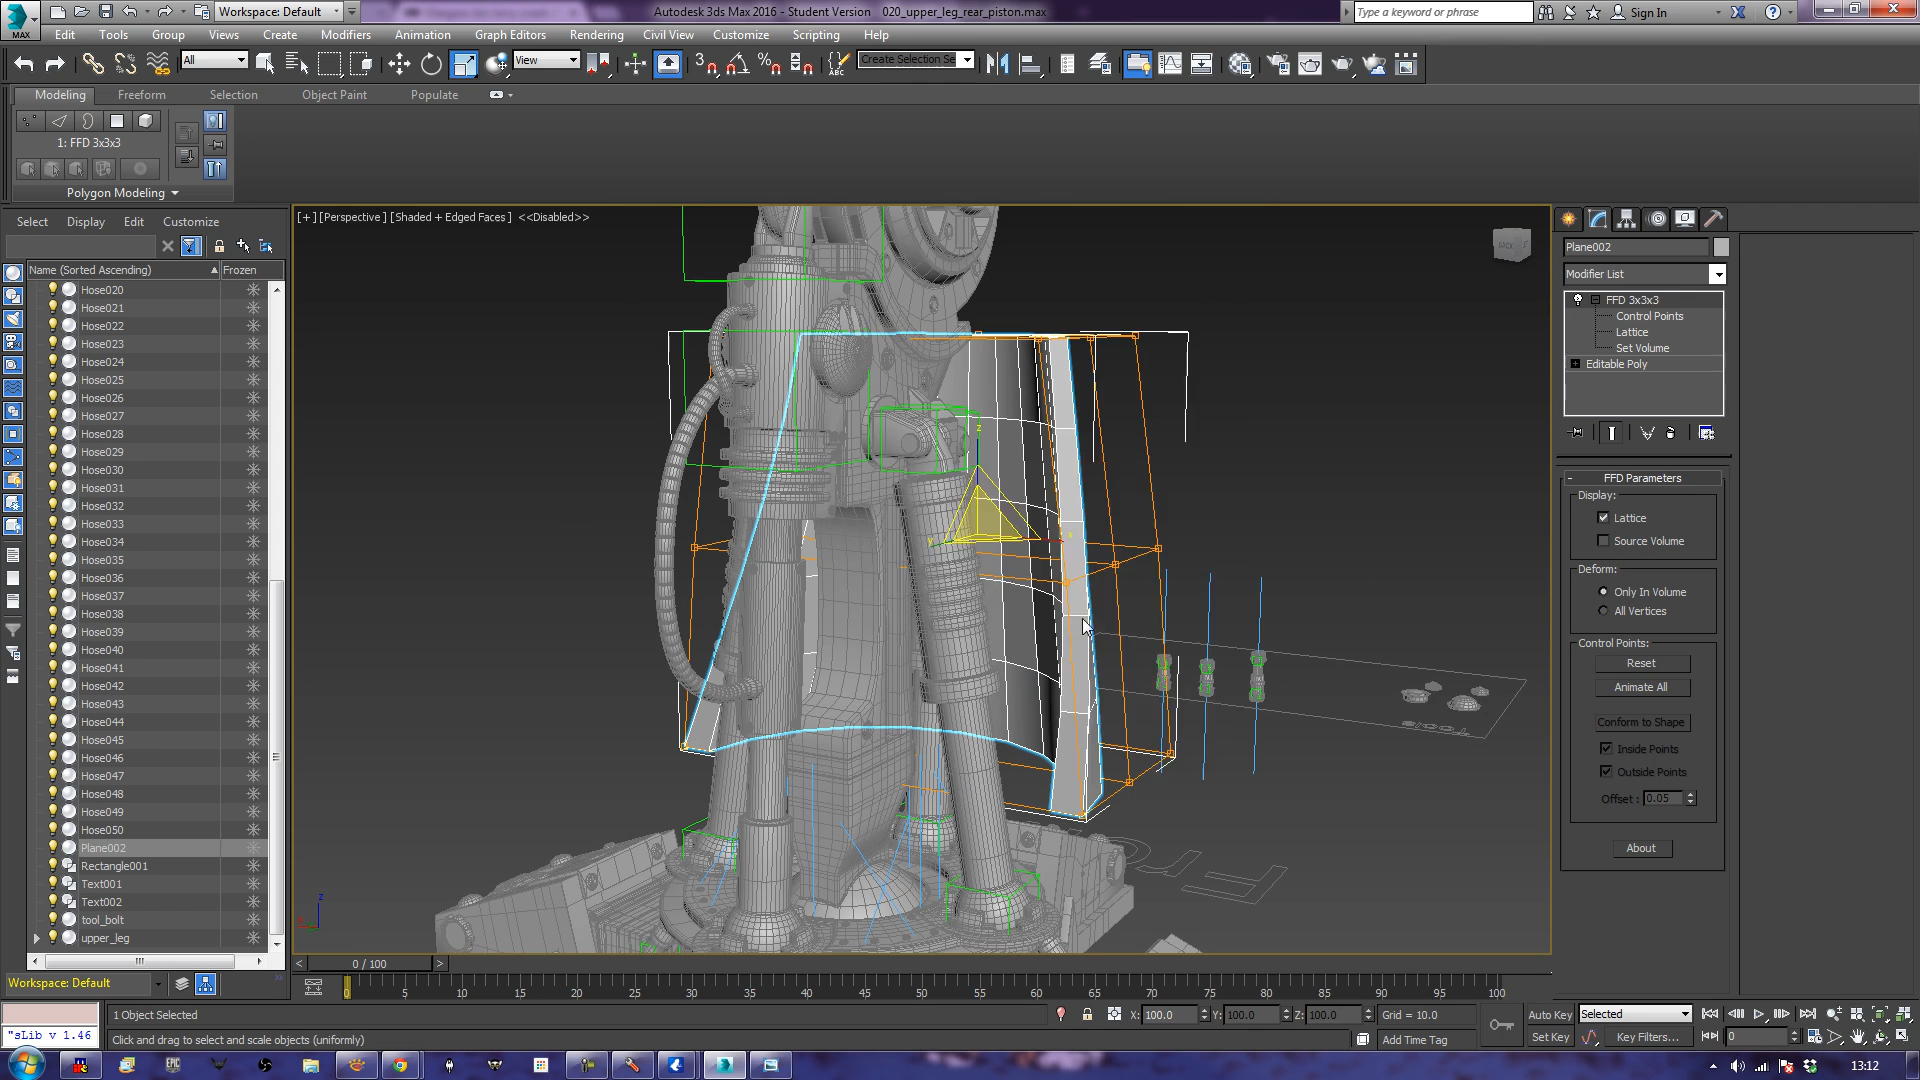 MAX
Workspace: Default
Autodesk 3ds Max 2016 - Student Version    020_upper_leg_rear_piston.max
Type a keyword or phrase
Sign In
Edit
Tools
Group
Views
Create
Modifiers
Animation
Graph Editors
Rendering
Civil View
Customize
Scripting
Help
All
View
Create Selection Se
Modeling
Freeform
Selection
Object Paint
Populate
1: FFD 3x3x3
Polygon Modeling
Select
Display
Edit
Customize
Name (Sorted Ascending)
Frozen
Hose020
Hose021
Hose022
Hose023
Hose024
Hose025
Hose026
Hose027
Hose028
Hose029
Hose030
Hose031
Hose032
Hose033
Hose034
Hose035
Hose036
Hose037
Hose038
Hose039
Hose040
Hose041
Hose042
Hose043
Hose044
Hose045
Hose046
Hose047
Hose048
Hose049
Hose050
Plane002
Rectangle001
Text001
Text002
tool_bolt
upper_leg
Workspace: Default
[+] [Perspective] [Shaded + Edged Faces] <<Disabled>>
Plane002
Modifier List
FFD 3x3x3
Control Points
Lattice
Set Volume
Editable Poly
FFD Parameters
Display:
Lattice
Source Volume
Deform:
Only In Volume
All Vertices
Control Points:
Reset
Animate All
Conform to Shape
Inside Points
Outside Points
Offset: 0.05
About
0 / 100
0 5 10 15 20 25 30 35 40 45 50 55 60 65 70 75 80 85 90 95 100
1 Object Selected
X: 100.0 Y: 100.0 Z: 100.0
Grid = 10.0
Auto Key
Selected
"sLib v 1.46
Click and drag to select and scale objects (uniformly)
Add Time Tag
Set Key
Key Filters...
0
13:12